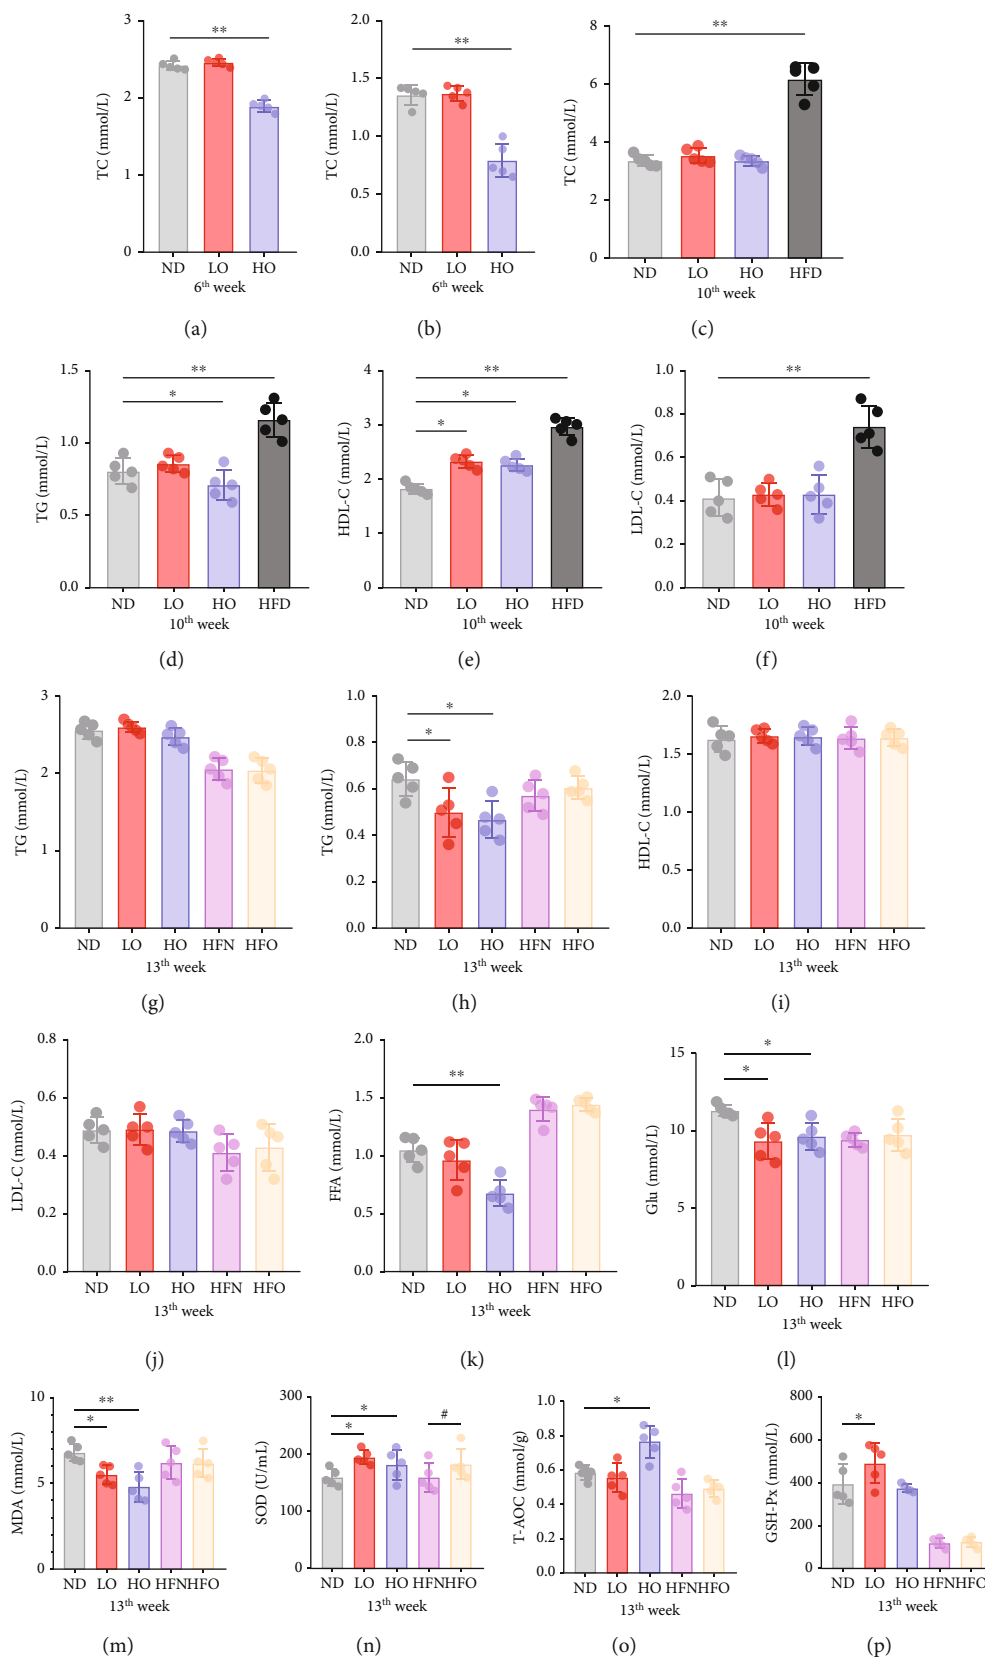 TC (mmol/L)
3
2
1
0
**
ND LO HO
6th week
(a)
TC (mmol/L)
2.0
1.5
1.0
0.5
0.0
**
ND LO HO
6th week
(b)
TC (mmol/L)
8
6
4
2
0
**
ND LO HO HFD
10th week
(c)
TG (mmol/L)
1.5
1.0
0.5
0.0
**
*
ND LO HO HFD
10th week
(d)
HDL-C (mmol/L)
4
3
2
1
0
**
*
*
ND LO HO HFD
10th week
(e)
LDL-C (mmol/L)
1.0
0.8
0.6
0.4
0.2
0.0
**
ND LO HO HFD
10th week
(f)
TG (mmol/L)
3
2
1
0
ND LO HO HFN HFO
13th week
(g)
TG (mmol/L)
1.0
0.8
0.6
0.4
0.2
0.0
*
*
ND LO HO HFN HFO
13th week
(h)
HDL-C (mmol/L)
2.0
1.5
1.0
0.5
0.0
ND LO HO HFN HFO
13th week
(i)
LDL-C (mmol/L)
0.8
0.6
0.4
0.2
0.0
ND LO HO HFN HFO
13th week
(j)
FFA (mmol/L)
2.0
1.5
1.0
0.5
0.0
**
ND LO HO HFN HFO
13th week
(k)
Glu (mmol/L)
15
10
5
0
*
*
ND LO HO HFN HFO
13th week
(l)
MDA (mmol/L)
10
5
0
**
*
ND LO HO HFN HFO
13th week
(m)
SOD (U/mL)
300
200
100
0
*
*
#
ND LO HO HFN HFO
13th week
(n)
T-AOC (mmol/g)
1.0
0.8
0.6
0.4
0.2
0.0
*
ND LO HO HFN HFO
13th week
(o)
GSH-Px (mmol/L)
800
600
400
200
0
*
ND LO HO HFN HFO
13th week
(p)